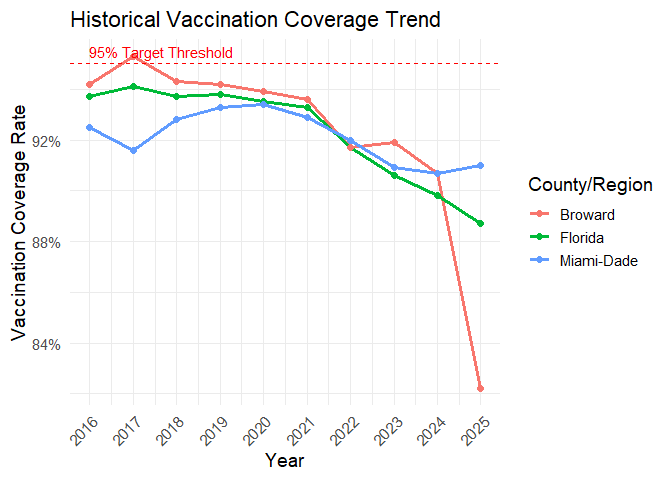 Historical Vaccination Coverage Trend
95% Target Threshold
Vaccination Coverage Rate
92%
88%
84%
2016
2017
2018
2019
2020
2021
2022
2023
2024
2025
Year
County/Region
Broward
Florida
Miami-Dade